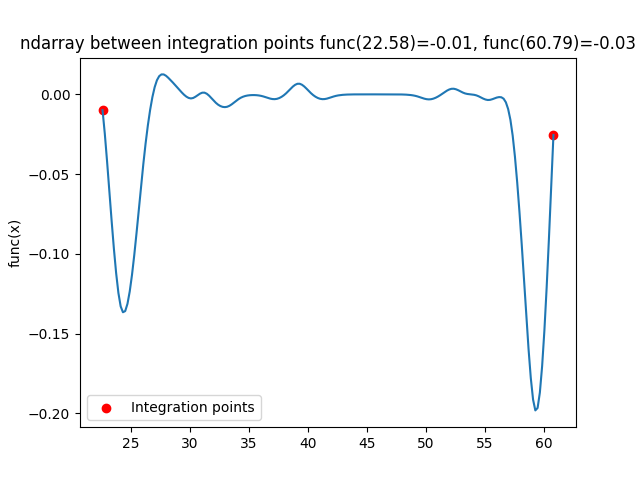 ndarray between integration points func(22.58)=-0.01, func(60.79)=-0.03
0.00
−0.05
−0.10
−0.15
−0.20
func(x)
Integration points
25 30 35 40 45 50 55 60